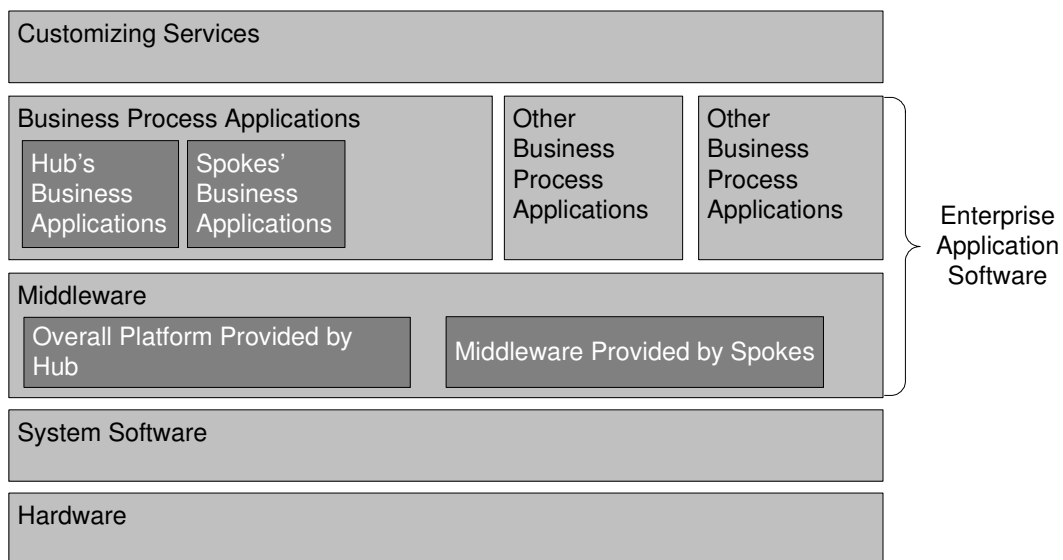 Customizing Services
Business Process Applications
Hub's
Business
Applications
Spokes’
Business
Applications
Other
Business
Process
Applications
Other
Business
Process
Applications
Enterprise
Application
Software
Middleware
Overall Platform Provided by
Hub
Middleware Provided by Spokes
System Software
Hardware